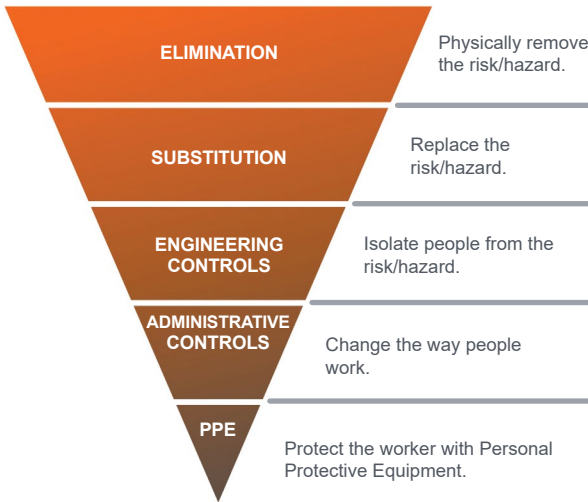 ELIMINATION
Physically remove
the risk/hazard.
SUBSTITUTION
Replace the
risk/hazard.
ENGINEERING
CONTROLS
Isolate people from the
risk/hazard.
ADMINISTRATIVE
CONTROLS
Change the way people
work.
PPE
Protect the worker with Personal
Protective Equipment.